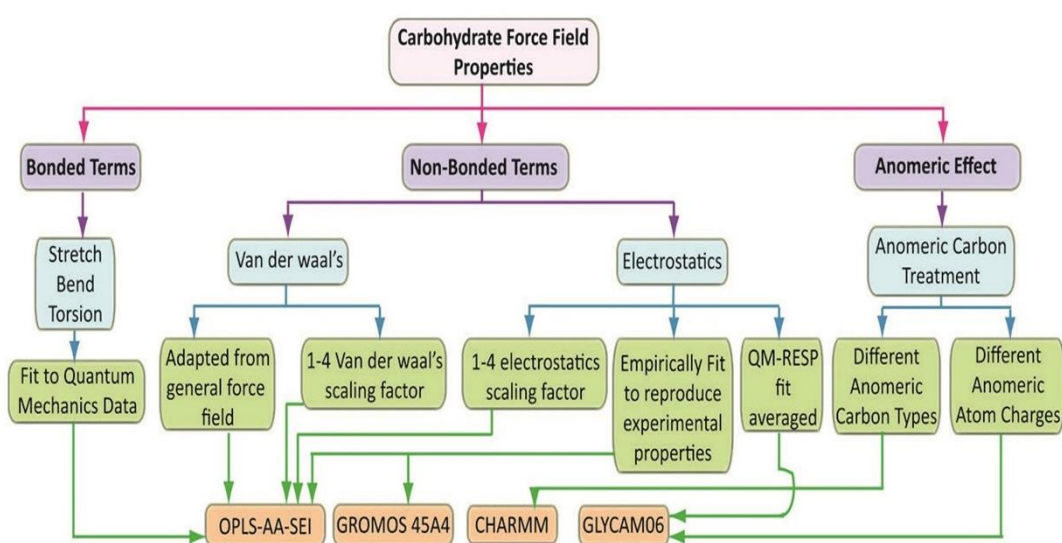 Carbohydrate Force Field
Properties
Bonded Terms
Non-Bonded Terms
Anomeric Effect
Stretch
Bend
Torsion
Van der waal's
Electrostatics
Anomeric Carbon
Treatment
Fit to Quantum
Mechanics Data
Adapted from
general force
field
1-4 Van der waal's
scaling factor
1-4 electrostatics
scaling factor
Empirically Fit
to reproduce
experimental
properties
QM-RESP
fit
averaged
Different
Anomeric
Carbon Types
Different
Anomeric
Atom Charges
OPLS-AA-SEI
GROMOS 45A4
CHARMM
GLYCAM06